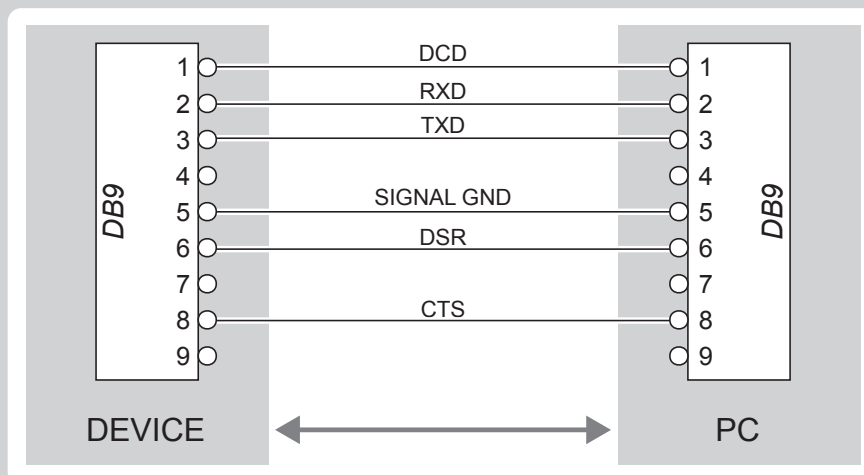 DCD
1 1
RXD
2 2
TXD
3 3
4 4
SIGNAL GND
5 5
DSR
6 6
7 7
CTS
8 8
9 9
DB9 DB9
DEVICE PC